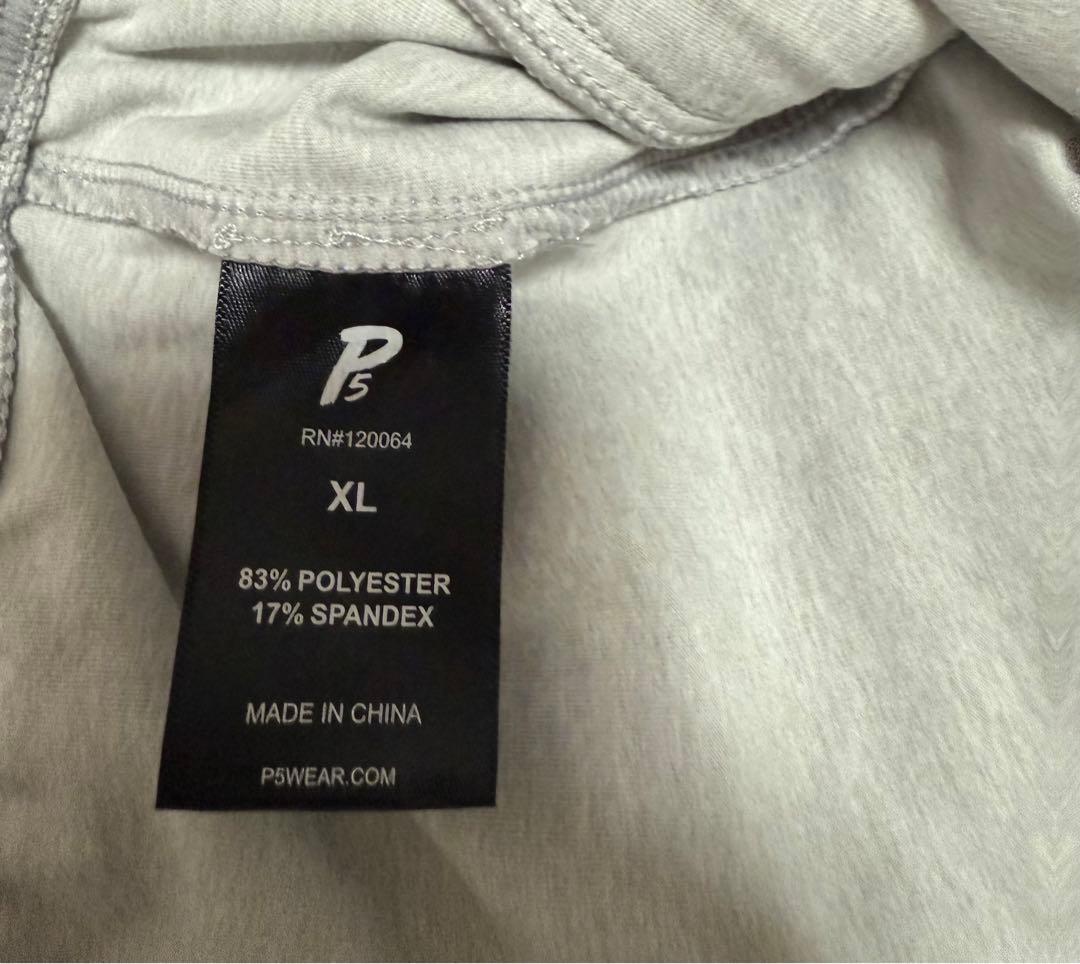 P5
RN#120064
XL
83% POLYESTER
17% SPANDEX
MADE IN CHINA
P5WEAR.COM